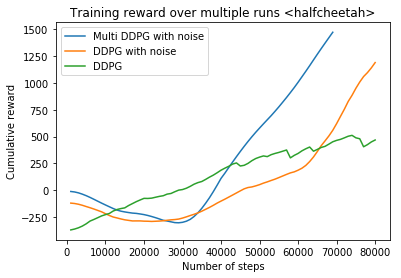 Training reward over multiple runs <halfcheetah>
Multi DDPG with noise
DDPG with noise
DDPG
Cumulative reward
1500
1250
1000
750
500
250
0
−250
0
10000
20000
30000
40000
50000
60000
70000
80000
Number of steps